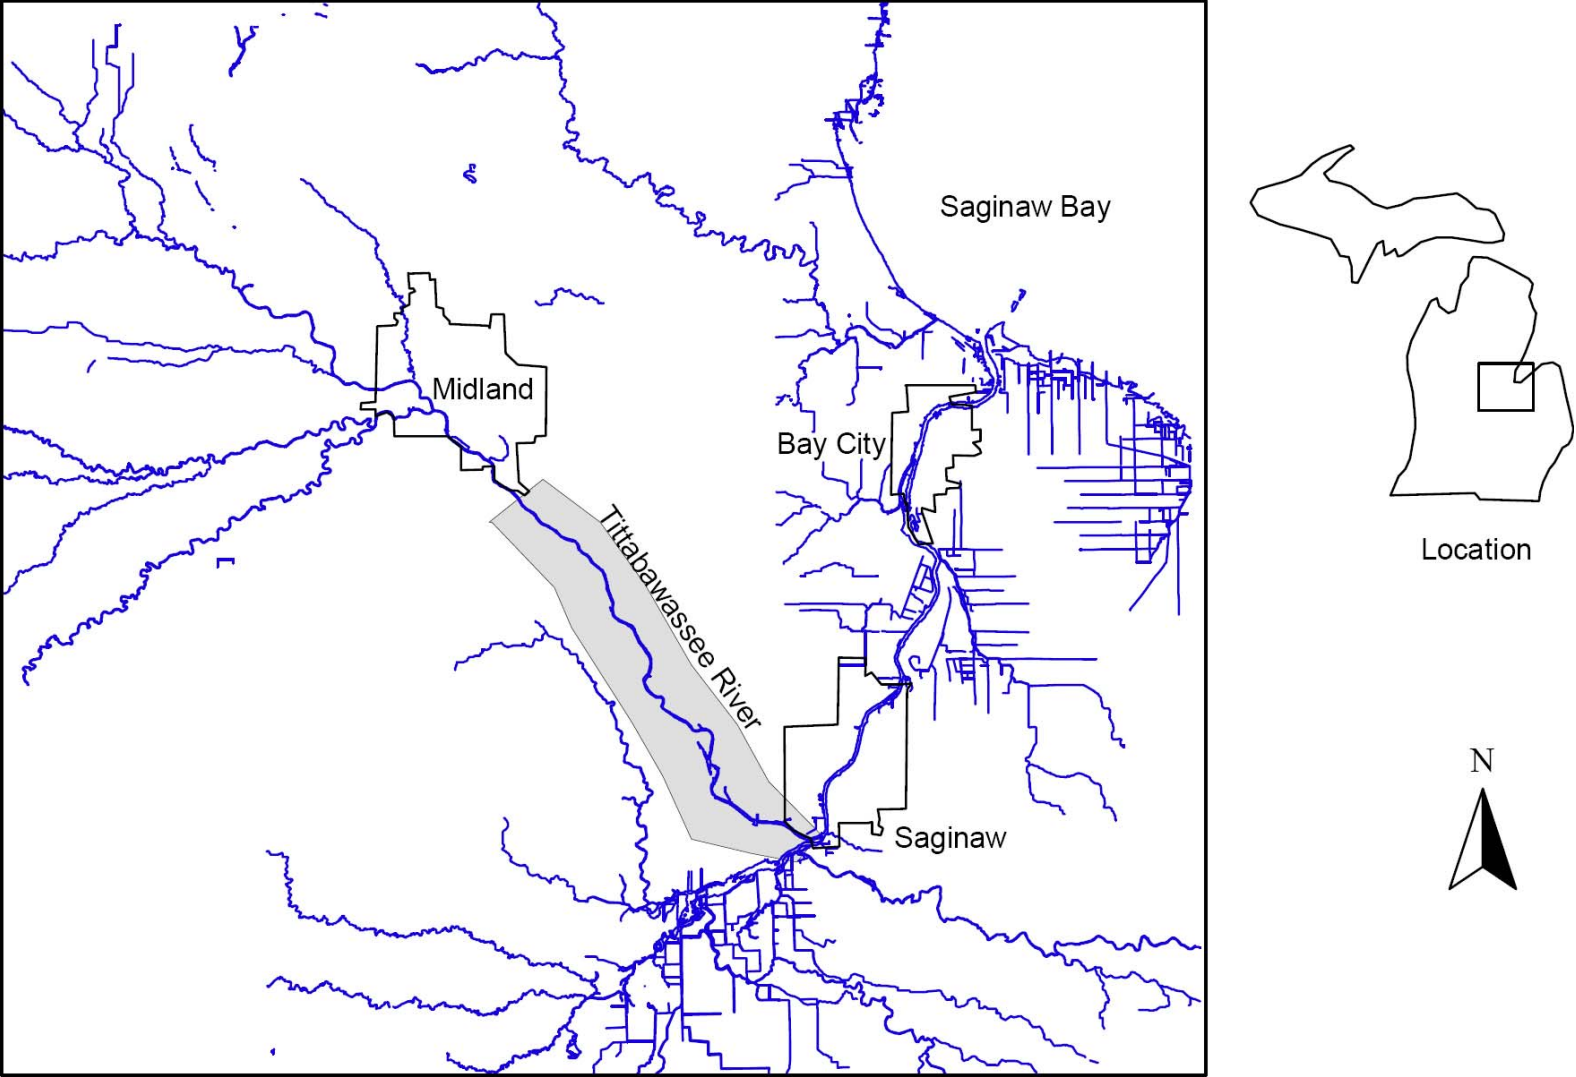 Saginaw Bay
Midland
Bay City
Tittabawassee River
Saginaw
Location
N